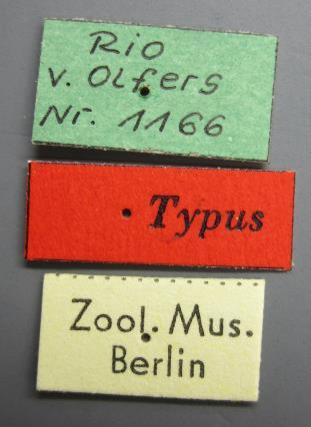 Rio
v. Olfers
Nr. 1166
Typus
Zool. Mus.
Berlin